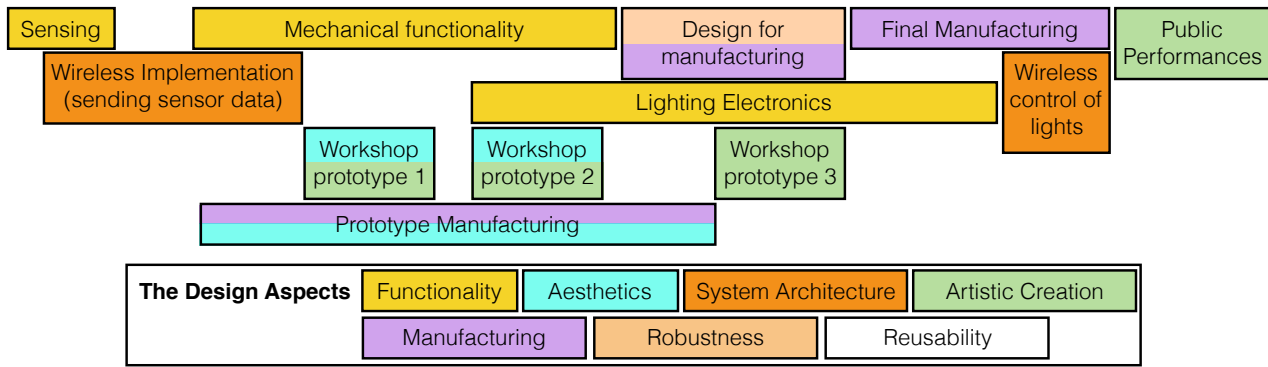 Sensing
Mechanical functionality
Design for
manufacturing
Final Manufacturing
Public
Performances
Wireless Implementation
(sending sensor data)
Lighting Electronics
Wireless
control of
lights
Workshop
prototype 1
Workshop
prototype 2
Workshop
prototype 3
Prototype Manufacturing
The Design Aspects
Functionality
Aesthetics
System Architecture
Artistic Creation
Manufacturing
Robustness
Reusability